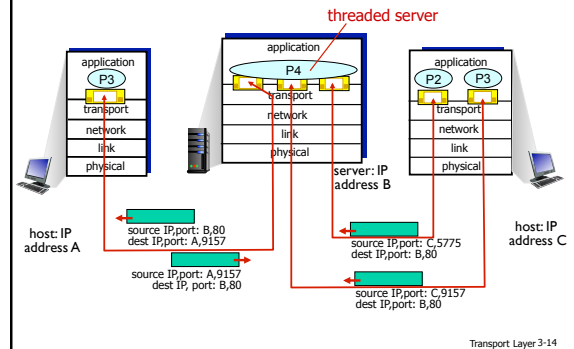 threaded server
application
P3
transport
network
link
physical
application
P4
transport
network
link
physical
application
P2 P3
transport
network
link
physical
server: IP
address B
host: IP
address A
source IP,port: B,80
dest IP,port: A,9157
source IP,port: A,9157
dest IP, port: B,80
source IP,port: C,5775
dest IP,port: B,80
source IP,port: C,9157
dest IP,port: B,80
host: IP
address C
Transport Layer 3-14